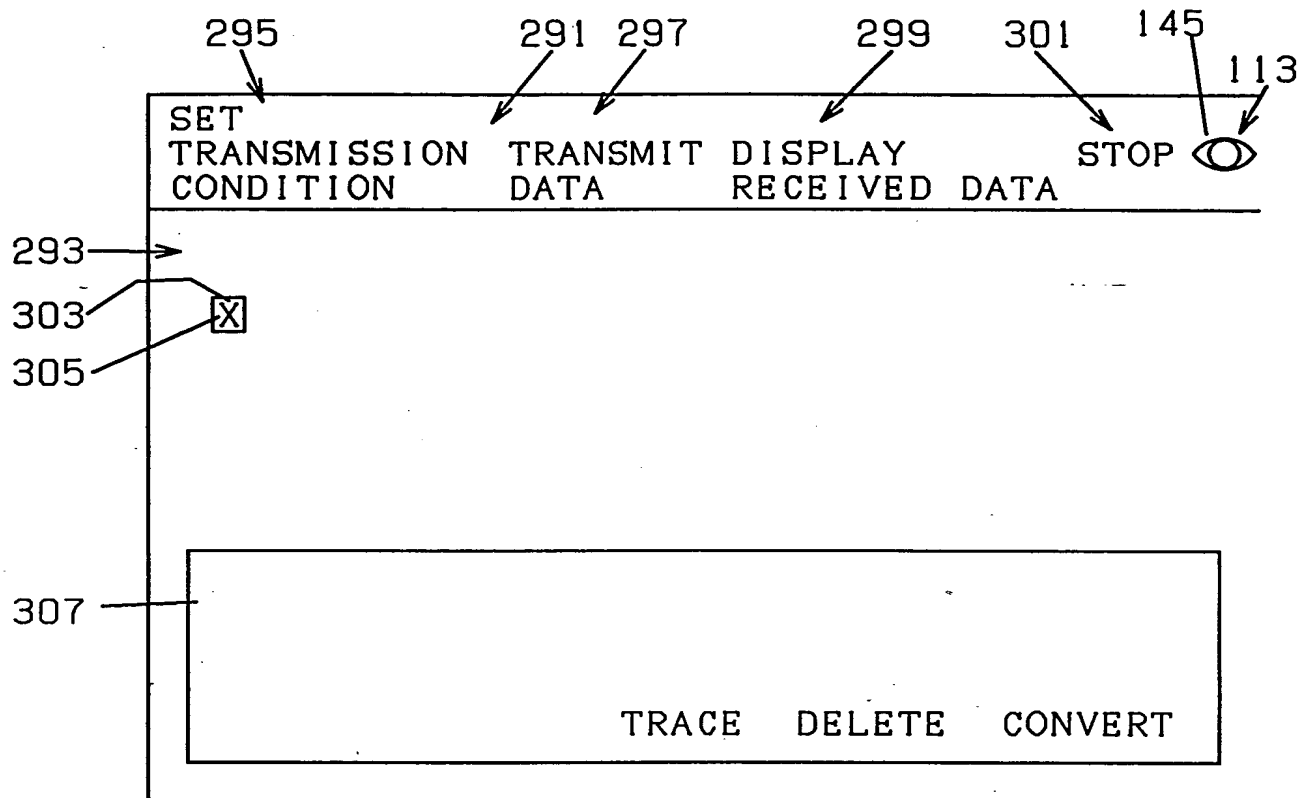 295 291 297 299 301 145 113
SET
TRANSMISSION TRANSMIT DISPLAY STOP
CONDITION DATA RECEIVED DATA
293
303 X
305
307
TRACE DELETE CONVERT